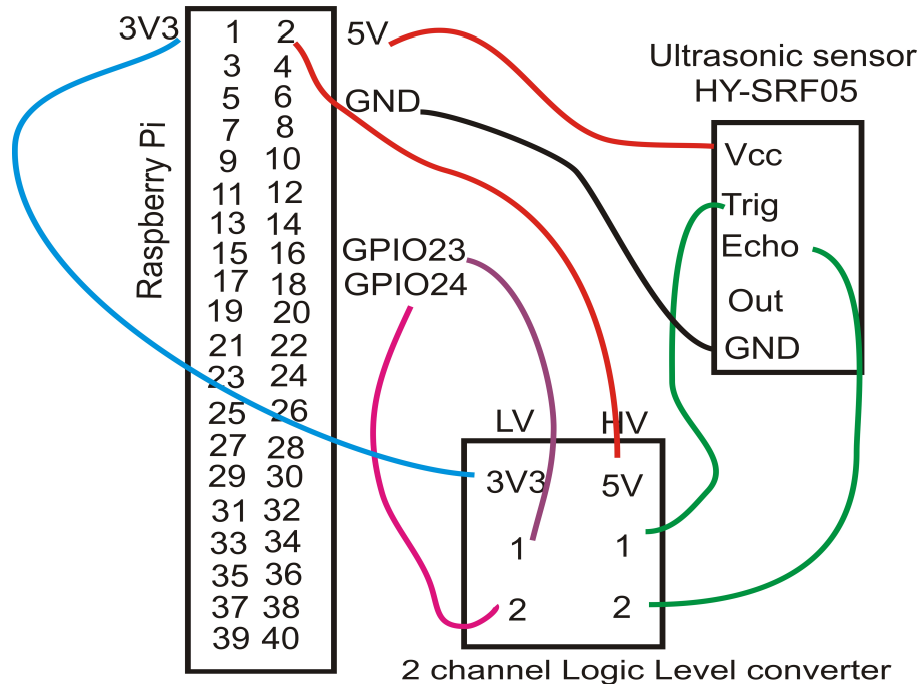 3V3
1 2
3 4
5 6
7 8
9 10
11 12
13 14
15 16
17 18
19 20
21 22
23 24
25 26
27 28
29 30
31 32
33 34
35 36
37 38
39 40
Raspberry Pi
5V
GND
GPIO23
GPIO24
Ultrasonic sensor
HY-SRF05
Vcc
Trig
Echo
Out
GND
LV HV
3V3 5V
1 1
2 2
2 channel Logic Level converter